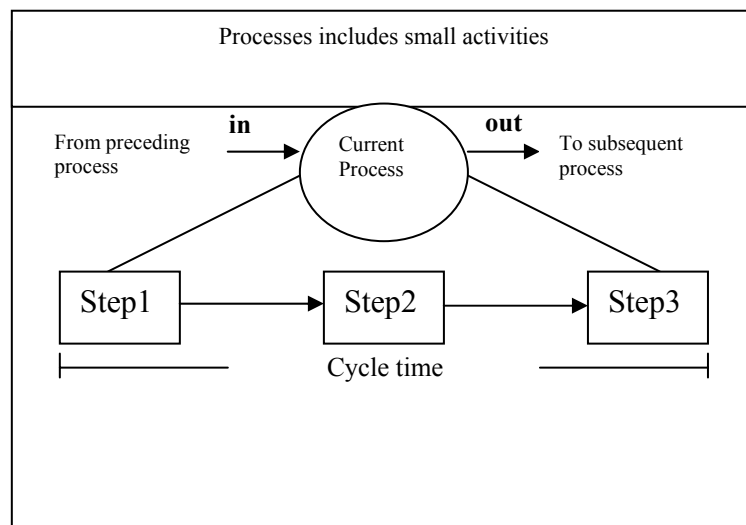 Processes includes small activities
in
out
From preceding
process
Current
Process
To subsequent
process
Step1
Step2
Step3
Cycle time